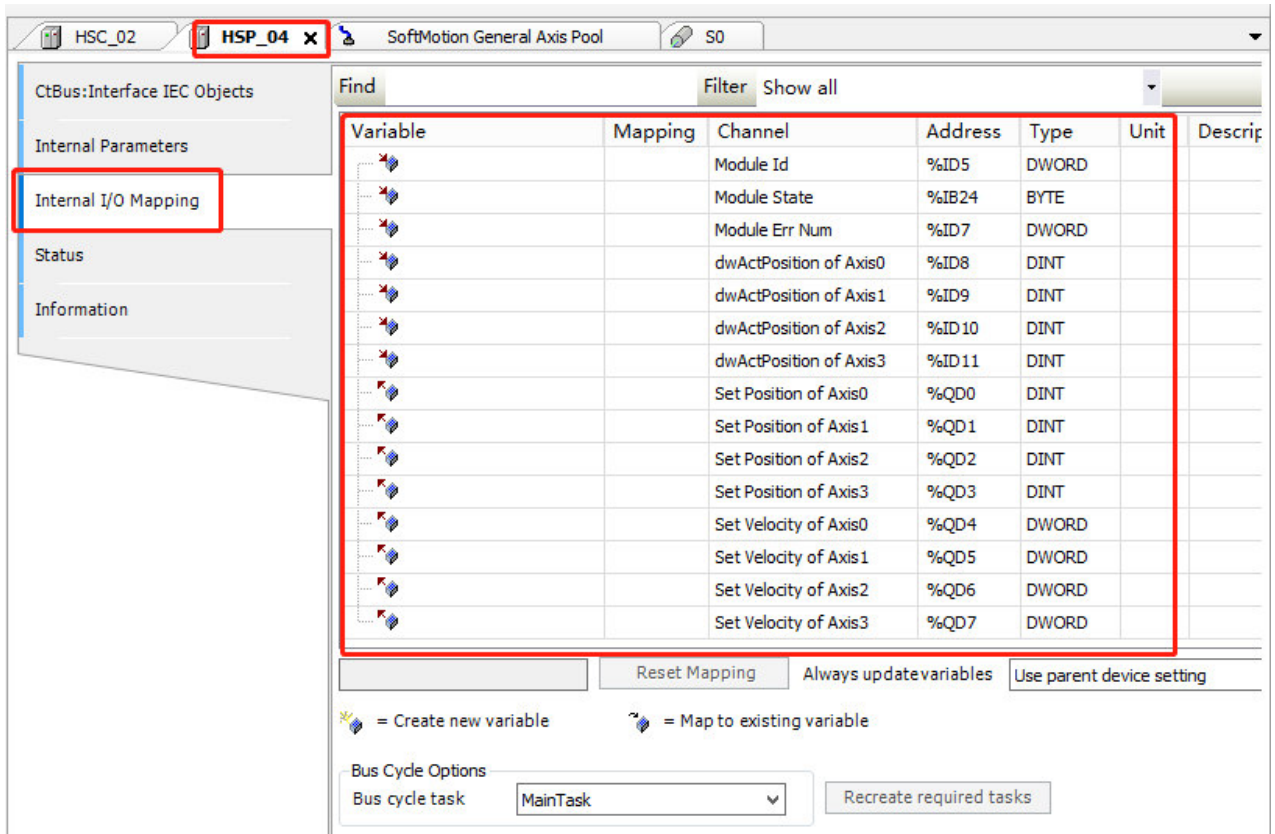 HSC_02 HSP_04 x SoftMotion General Axis Pool S0
CtBus:Interface IEC Objects
Internal Parameters
Internal I/O Mapping
Status
Information
Find Filter Show all
Variable Mapping Channel Address Type Unit Descrip
Module Id %ID5 DWORD
Module State %IB24 BYTE
Module Err Num %ID7 DWORD
dwActPosition of Axis0 %ID8 DINT
dwActPosition of Axis1 %ID9 DINT
dwActPosition of Axis2 %ID10 DINT
dwActPosition of Axis3 %ID11 DINT
Set Position of Axis0 %QD0 DINT
Set Position of Axis1 %QD1 DINT
Set Position of Axis2 %QD2 DINT
Set Position of Axis3 %QD3 DINT
Set Velocity of Axis0 %QD4 DWORD
Set Velocity of Axis1 %QD5 DWORD
Set Velocity of Axis2 %QD6 DWORD
Set Velocity of Axis3 %QD7 DWORD
Reset Mapping Always updatevariables Use parent device setting
= Create new variable = Map to existing variable
Bus Cycle Options
Bus cycle task MainTask Recreate required tasks